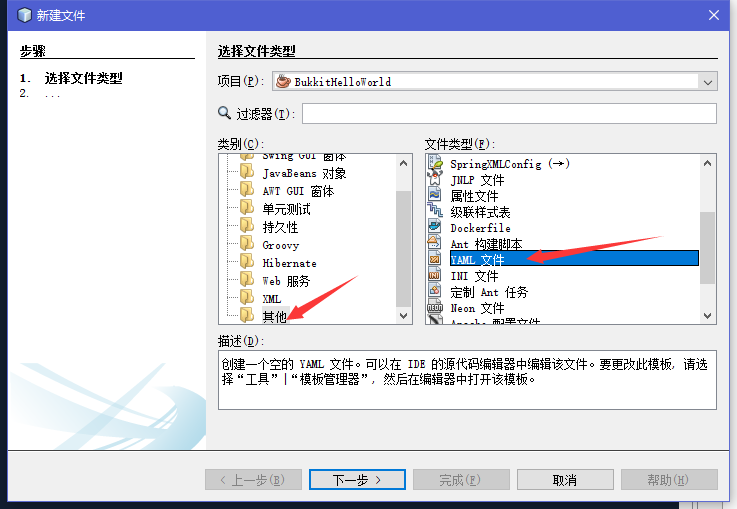 新建文件
步骤
1. 选择文件类型
2. ...
选择文件类型
项目(P): BukkitHelloWorld
过滤器(I):
类别(C):
Swing GUI 窗体
JavaBeans 对象
AWT GUI 窗体
单元测试
持久性
Groovy
Hibernate
Web 服务
XML
其他
文件类型(F):
SpringXMLConfig (→)
JNLP 文件
属性文件
级联样式表
Dockerfile
Ant 构建脚本
YAML 文件
INI 文件
定制 Ant 任务
Neon 文件
Apache 配置文件
描述(D):
创建一个空的 YAML 文件。可以在 IDE 的源代码编辑器中编辑该文件。要更改此模板, 请选
择“工具”|“模板管理器”, 然后在编辑器中打开该模板。
< 上一步(B)
下一步 >
完成(F)
取消
帮助(H)